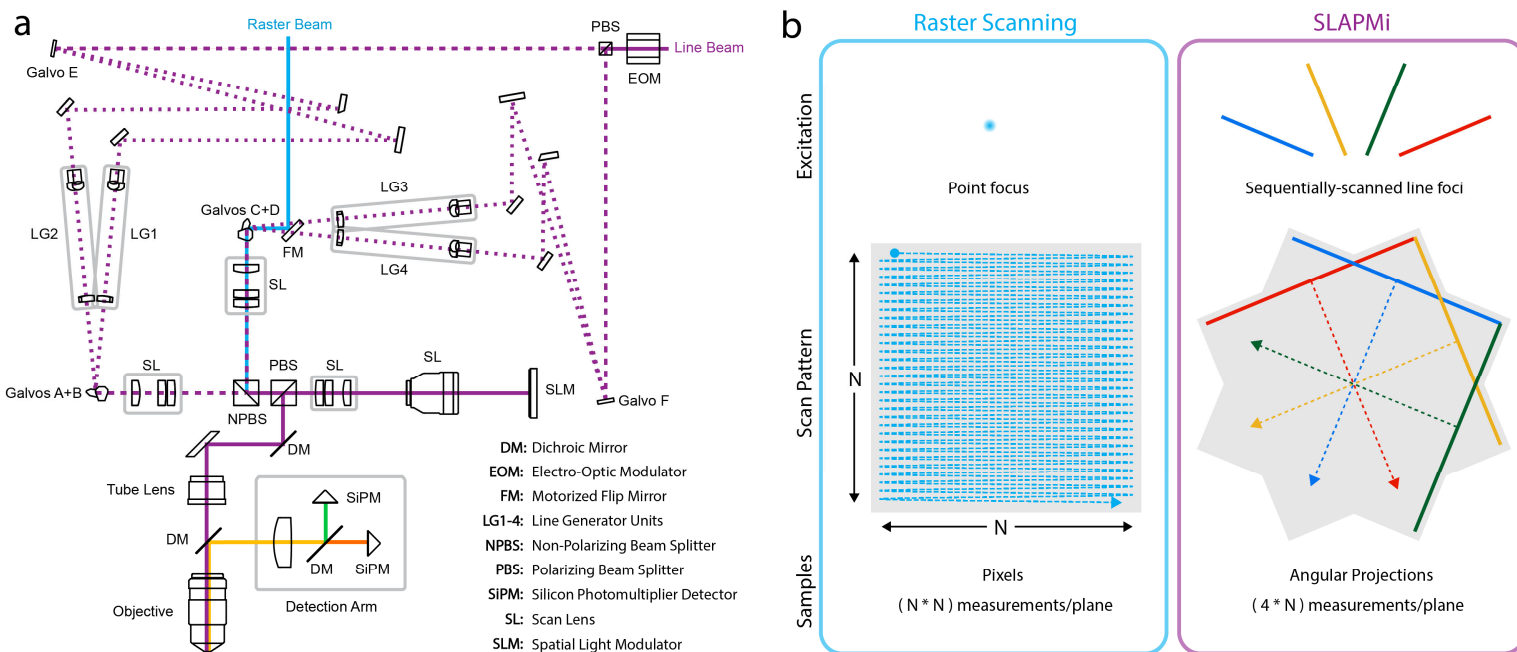 a
Raster Beam
PBS
Line Beam
EOM
Galvo E
LG3
Galvos C+D
FM
LG4
LG2
LG1
SL
SL
PBS
SL
SL
Galvos A+B
NPBS
SLM
Galvo F
DM
Tube Lens
SiPM
DM
DM
SiPM
Objective
Detection Arm
DM: Dichroic Mirror
EOM: Electro-Optic Modulator
FM: Motorized Flip Mirror
LG1-4: Line Generator Units
NPBS: Non-Polarizing Beam Splitter
PBS: Polarizing Beam Splitter
SiPM: Silicon Photomultiplier Detector
SL: Scan Lens
SLM: Spatial Light Modulator
b
Raster Scanning
SLAPMi
Excitation
Point focus
Sequentially-scanned line foci
Scan Pattern
N
N
Samples
Pixels
( N * N ) measurements/plane
Angular Projections
( 4 * N ) measurements/plane